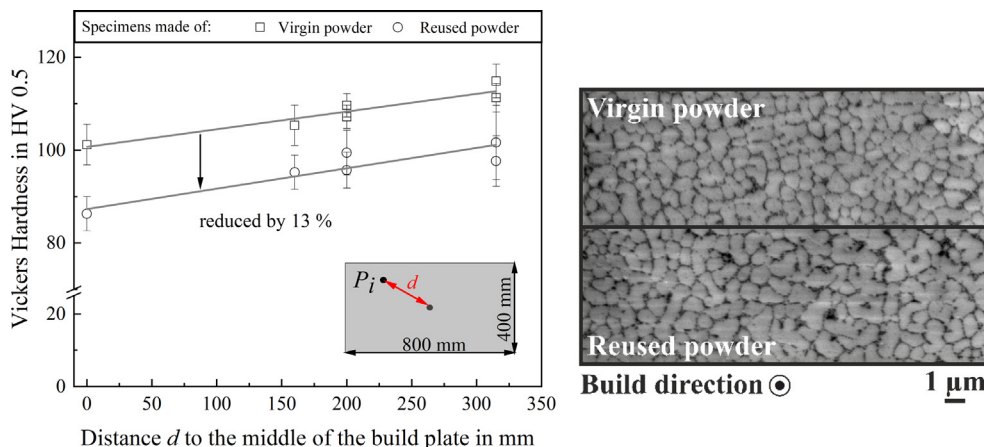 Specimens made of: Virgin powder Reused powder
Vickers Hardness in HV 0.5
120
100
80
20
0
reduced by 13 %
P_i
d
800 mm
400 mm
0 50 100 150 200 250 300 350
Distance d to the middle of the build plate in mm
Virgin powder
Reused powder
Build direction
1 µm